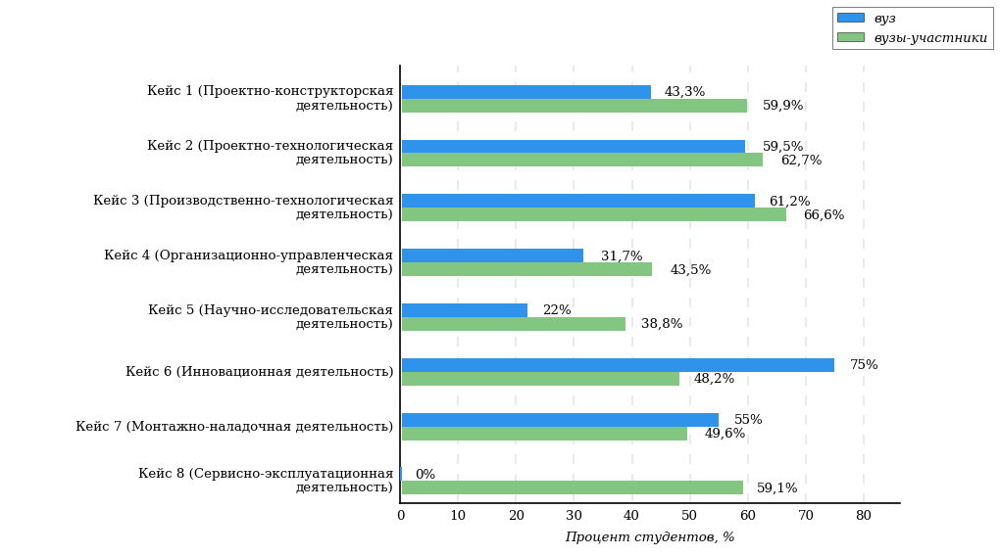 вуз
вузы-участники
Кейс 1 (Проектно-конструкторская
деятельность)
43,3%
59,9%
Кейс 2 (Проектно-технологическая
деятельность)
59,5%
62,7%
Кейс 3 (Производственно-технологическая
деятельность)
61,2%
66,6%
Кейс 4 (Организационно-управленческая
деятельность)
31,7%
43,5%
Кейс 5 (Научно-исследовательская
деятельность)
22%
38,8%
Кейс 6 (Инновационная деятельность)
75%
48,2%
Кейс 7 (Монтажно-наладочная деятельность)
55%
49,6%
Кейс 8 (Сервисно-эксплуатационная
деятельность)
0%
59,1%
0 10 20 30 40 50 60 70 80
Процент студентов, %